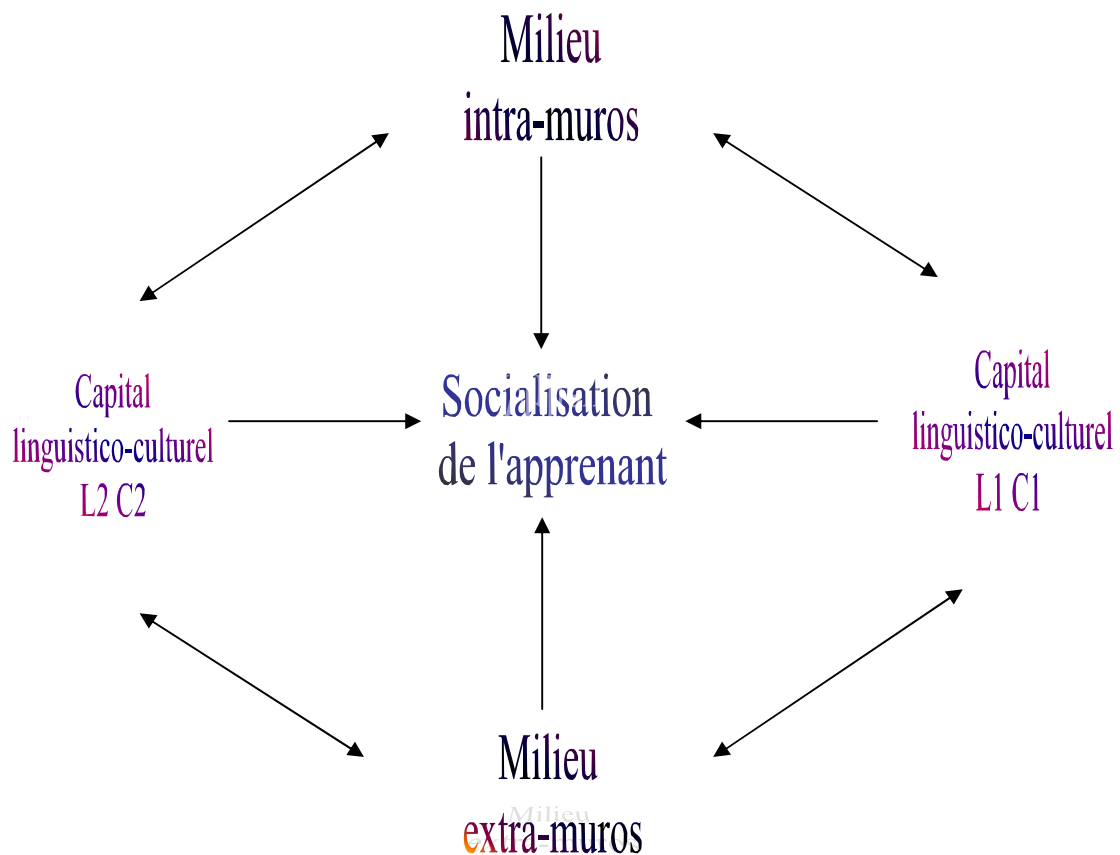 Milieu
intra-muros
Capital
linguistico-culturel
L2 C2
Socialisation
de l'apprenant
Capital
linguistico-culturel
L1 C1
Milieu
Milieu
extra-muros